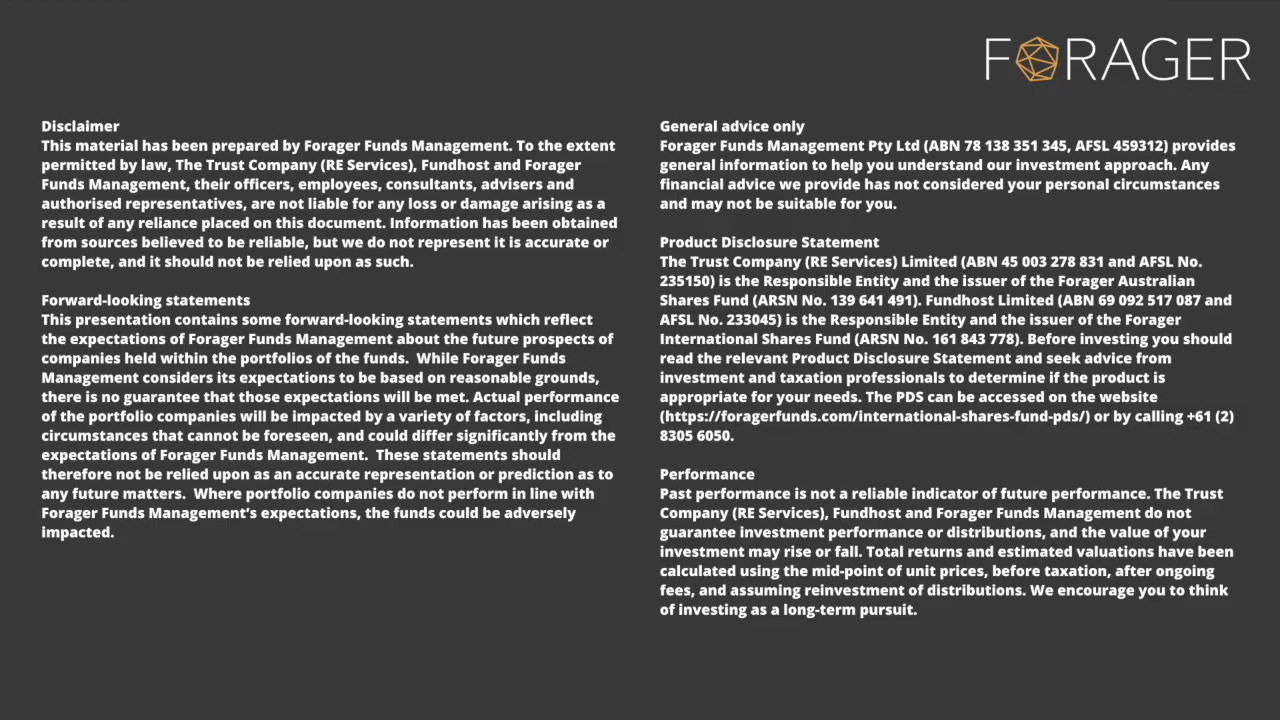 FORAGER
Disclaimer
This material has been prepared by Forager Funds Management. To the extent
permitted by law, The Trust Company (RE Services), Fundhost and Forager
Funds Management, their officers, employees, consultants, advisers and
authorised representatives, are not liable for any loss or damage arising as a
result of any reliance placed on this document. Information has been obtained
from sources believed to be reliable, but we do not represent it is accurate or
complete, and it should not be relied upon as such.
Forward-looking statements
This presentation contains some forward-looking statements which reflect
the expectations of Forager Funds Management about the future prospects of
companies held within the portfolios of the funds.  While Forager Funds
Management considers its expectations to be based on reasonable grounds,
there is no guarantee that those expectations will be met. Actual performance
of the portfolio companies will be impacted by a variety of factors, including
circumstances that cannot be foreseen, and could differ significantly from the
expectations of Forager Funds Management.  These statements should
therefore not be relied upon as an accurate representation or prediction as to
any future matters.  Where portfolio companies do not perform in line with
Forager Funds Management’s expectations, the funds could be adversely
impacted.
General advice only
Forager Funds Management Pty Ltd (ABN 78 138 351 345, AFSL 459312) provides
general information to help you understand our investment approach. Any
financial advice we provide has not considered your personal circumstances
and may not be suitable for you.
Product Disclosure Statement
The Trust Company (RE Services) Limited (ABN 45 003 278 831 and AFSL No.
235150) is the Responsible Entity and the issuer of the Forager Australian
Shares Fund (ARSN No. 139 641 491). Fundhost Limited (ABN 69 092 517 087 and
AFSL No. 233045) is the Responsible Entity and the issuer of the Forager
International Shares Fund (ARSN No. 161 843 778). Before investing you should
read the relevant Product Disclosure Statement and seek advice from
investment and taxation professionals to determine if the product is
appropriate for your needs. The PDS can be accessed on the website
(https://foragerfunds.com/international-shares-fund-pds/) or by calling +61 (2)
8305 6050.
Performance
Past performance is not a reliable indicator of future performance. The Trust
Company (RE Services), Fundhost and Forager Funds Management do not
guarantee investment performance or distributions, and the value of your
investment may rise or fall. Total returns and estimated valuations have been
calculated using the mid-point of unit prices, before taxation, after ongoing
fees, and assuming reinvestment of distributions. We encourage you to think
of investing as a long-term pursuit.